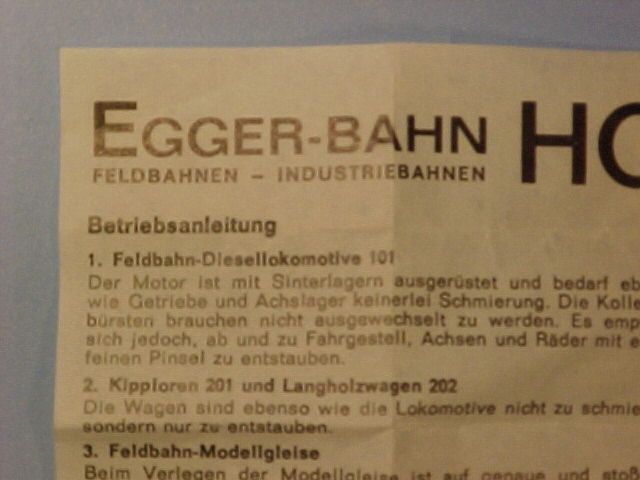 EGGER-BAHN HO
FELDBAHNEN – INDUSTRIEBAHNEN
Betriebsanleitung
1. Feldbahn-Diesellokomotive 101
Der Motor ist mit Sinterlagern ausgerüstet und bedarf eb
wie Getriebe und Achslager keinerlei Schmierung. Die Kolle
bürsten brauchen nicht ausgewechselt zu werden. Es emp
sich jedoch, ab und zu Fahrgestell, Achsen und Räder mit e
feinen Pinsel zu entstauben.
2. Kipploren 201 und Langholzwagen 202
Die Wagen sind ebenso wie die Lokomotive nicht zu schmie
sondern nur zu entstauben.
3. Feldbahn-Modellgleise
Beim Verlegen der Modellgleise ist auf genaue und stoß